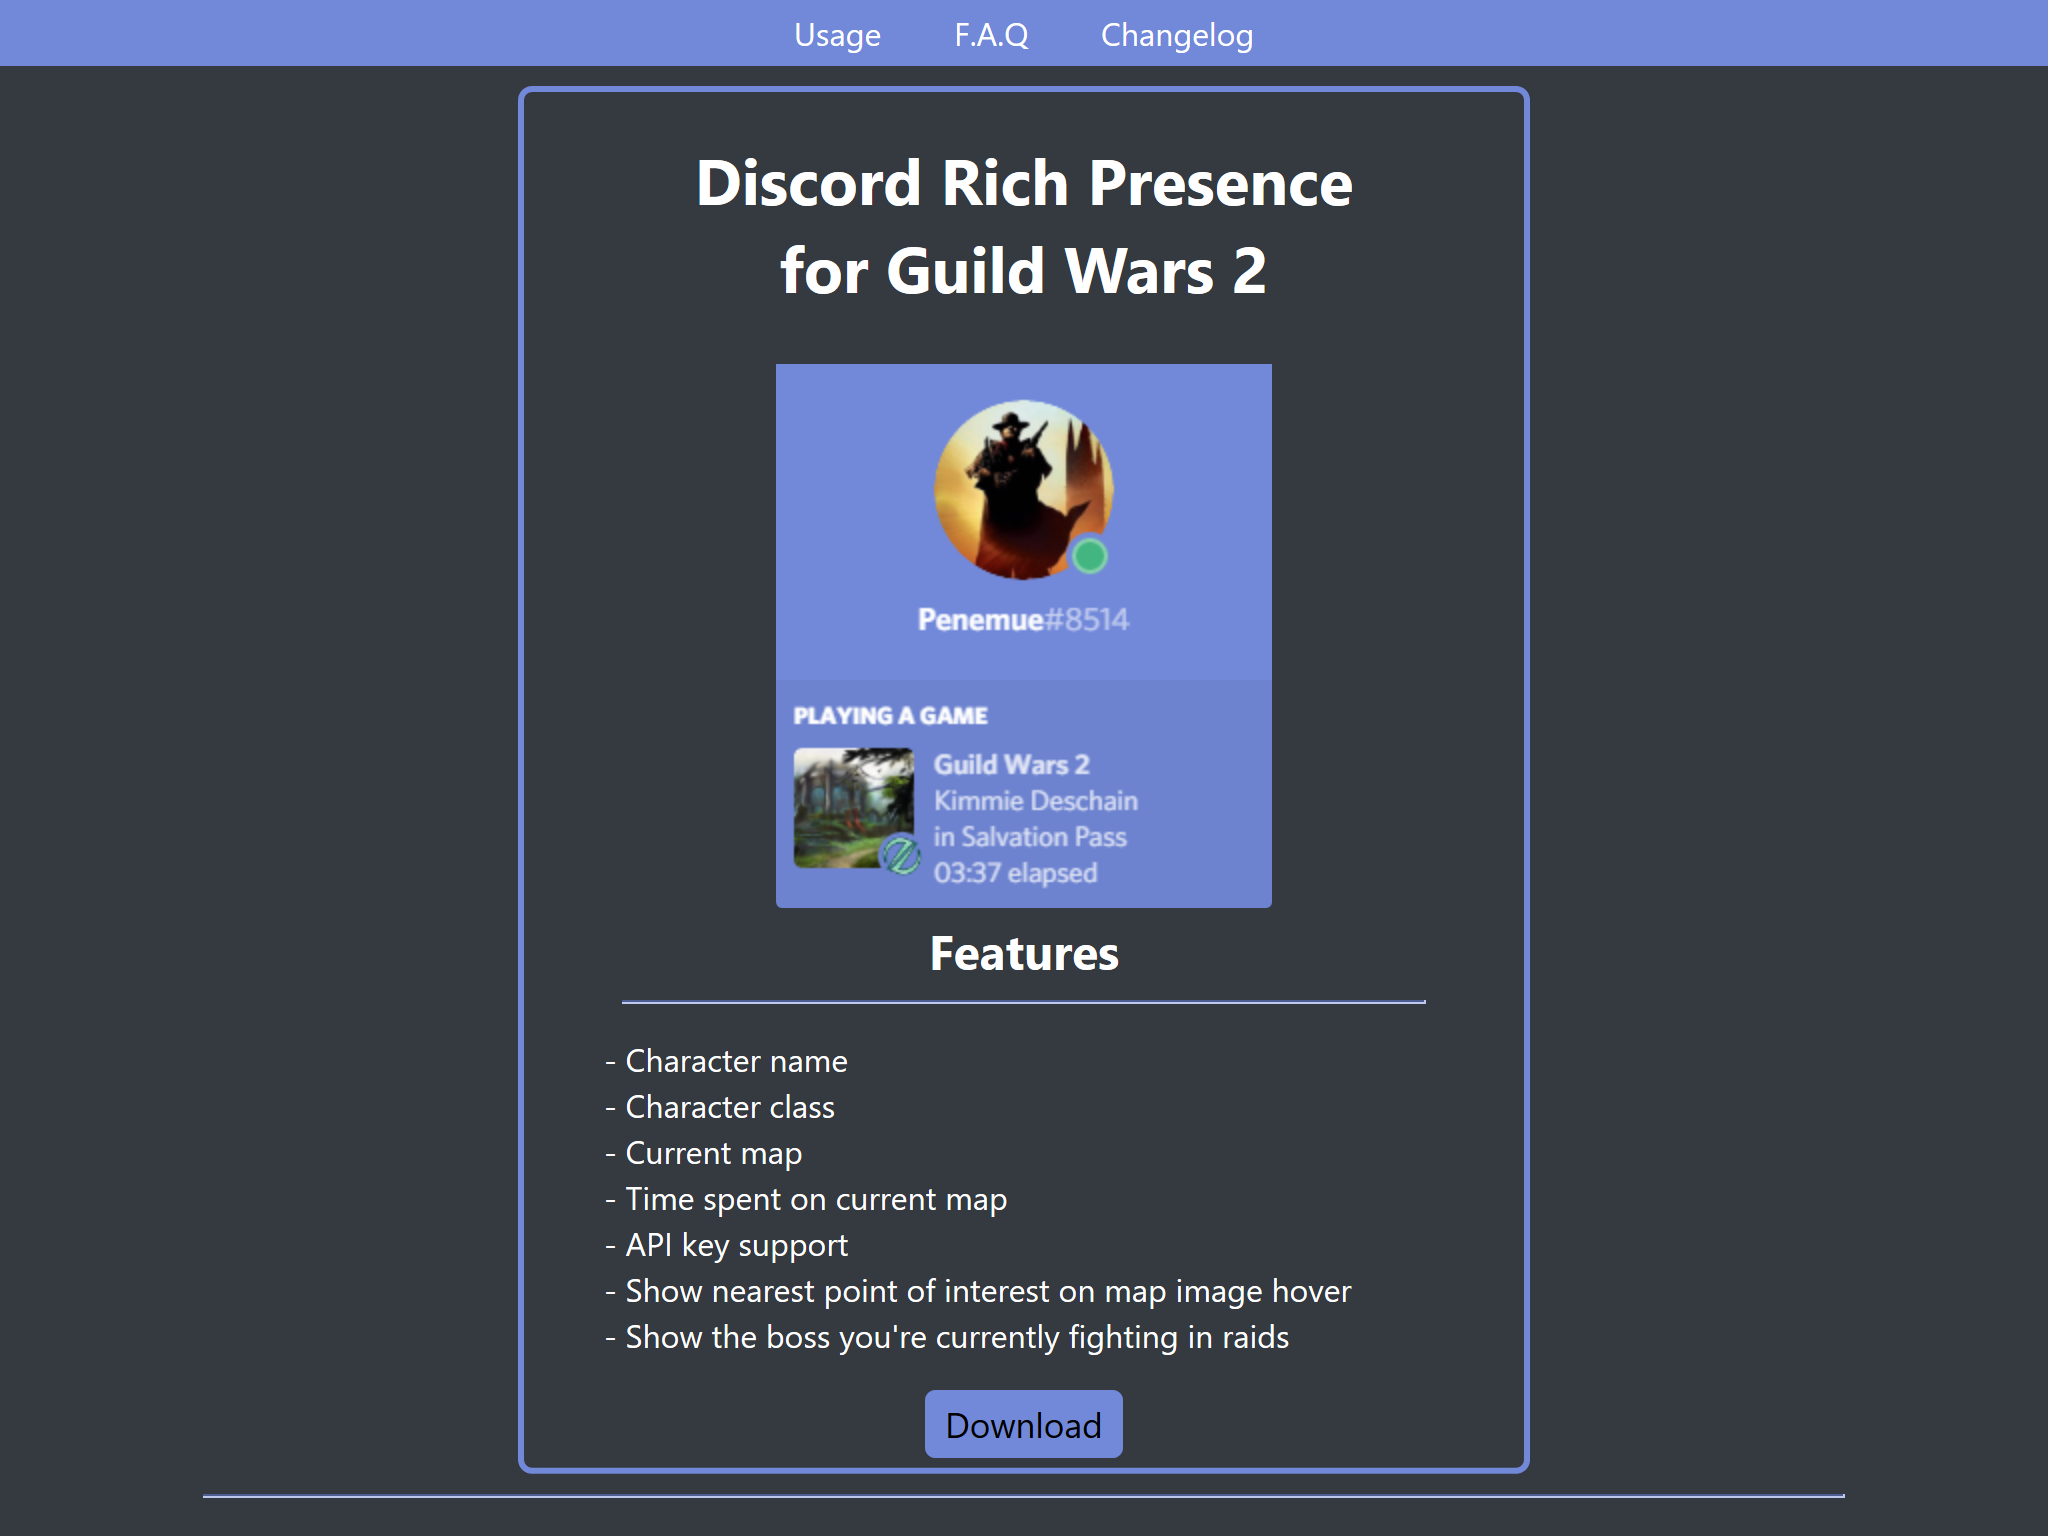 Usage F.A.Q Changelog
Discord Rich Presence
for Guild Wars 2
Penemue#8514
PLAYING A GAME
Guild Wars 2
Kimmie Deschain
in Salvation Pass
03:37 elapsed
Features
- Character name
- Character class
- Current map
- Time spent on current map
- API key support
- Show nearest point of interest on map image hover
- Show the boss you're currently fighting in raids
Download